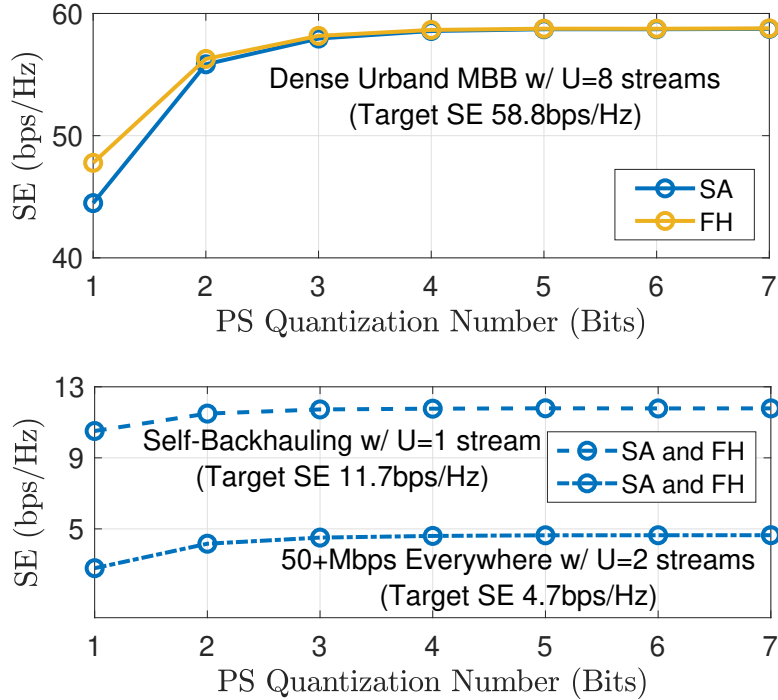 60
50
40
SE (bps/Hz)
Dense Urband MBB w/ U=8 streams
(Target SE 58.8bps/Hz)
SA
FH
1 2 3 4 5 6 7
PS Quantization Number (Bits)
13
9
5
SE (bps/Hz)
Self-Backhauling w/ U=1 stream
(Target SE 11.7bps/Hz)
SA and FH
SA and FH
50+Mbps Everywhere w/ U=2 streams
(Target SE 4.7bps/Hz)
1 2 3 4 5 6 7
PS Quantization Number (Bits)